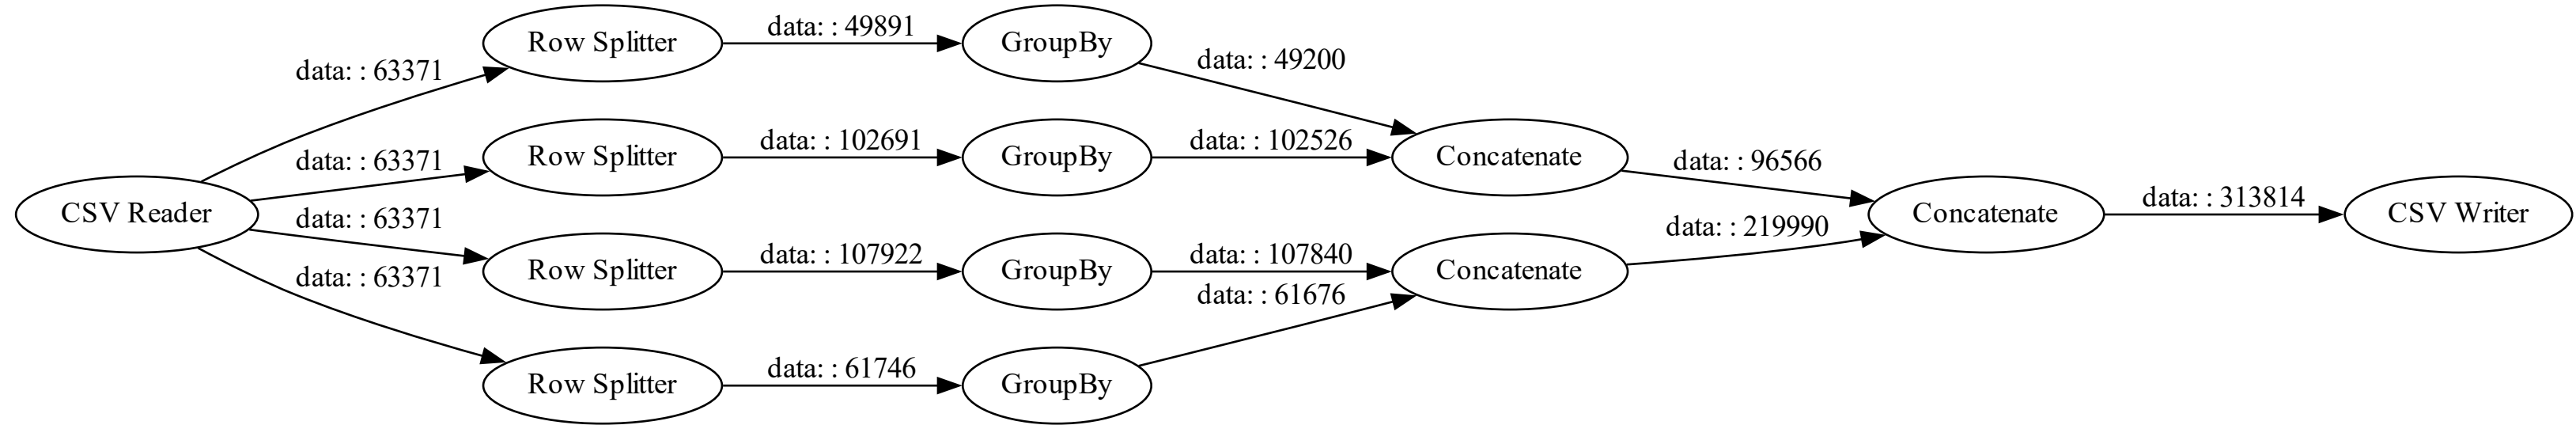 CSV Reader
data: : 63371
data: : 63371
data: : 63371
data: : 63371
Row Splitter
Row Splitter
Row Splitter
Row Splitter
data: : 49891
data: : 102691
data: : 107922
data: : 61746
GroupBy
GroupBy
GroupBy
GroupBy
data: : 49200
data: : 102526
data: : 107840
data: : 61676
Concatenate
Concatenate
data: : 96566
data: : 219990
Concatenate
data: : 313814
CSV Writer